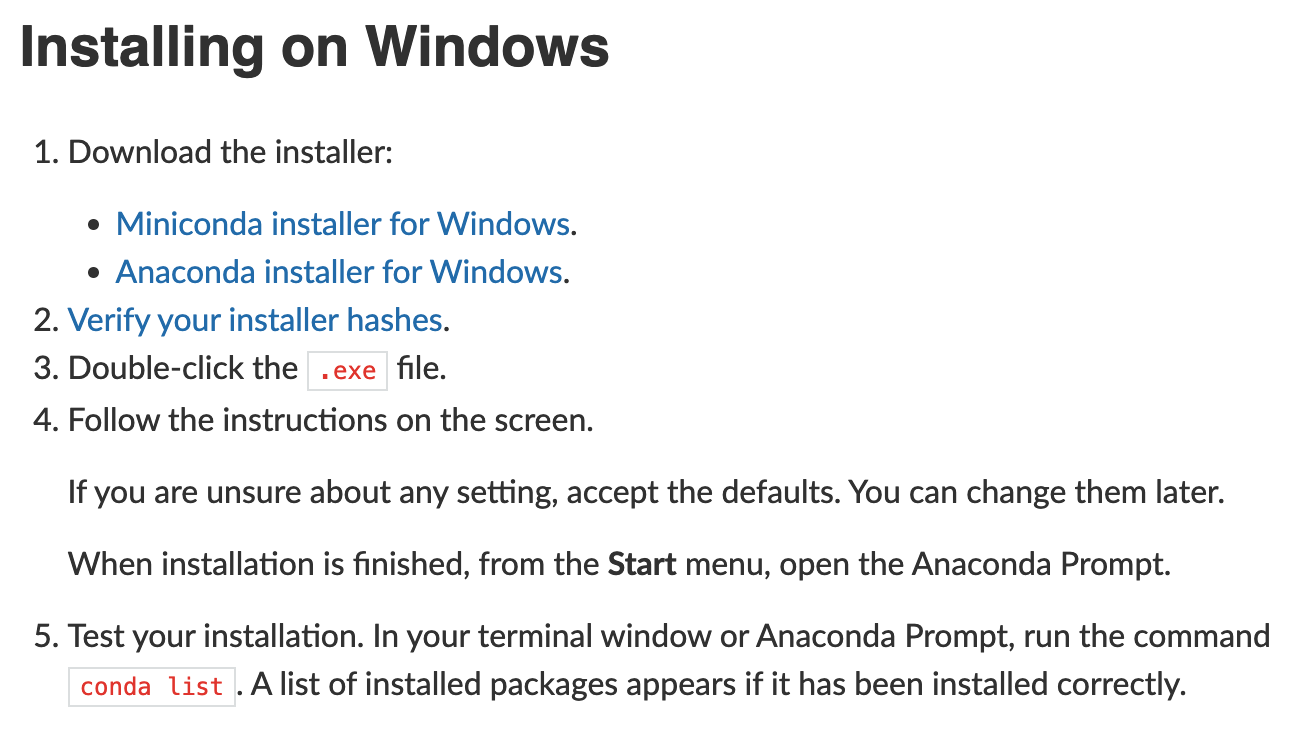 Installing on Windows
1. Download the installer:
• Miniconda installer for Windows.
• Anaconda installer for Windows.
2. Verify your installer hashes.
3. Double-click the .exe file.
4. Follow the instructions on the screen.
If you are unsure about any setting, accept the defaults. You can change them later.
When installation is finished, from the Start menu, open the Anaconda Prompt.
5. Test your installation. In your terminal window or Anaconda Prompt, run the command
conda list. A list of installed packages appears if it has been installed correctly.